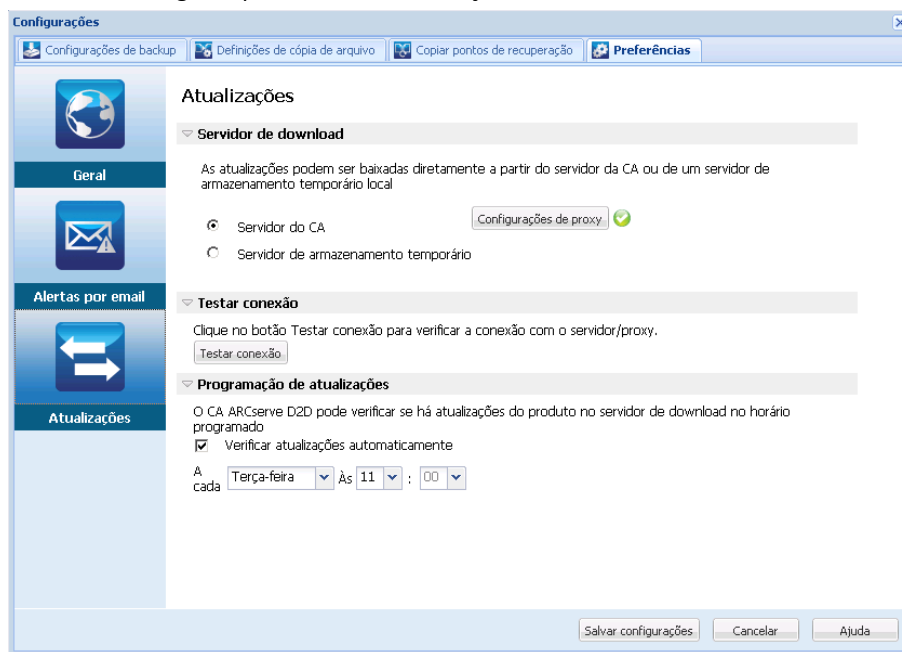 Configurações
Configurações de backup
Definições de cópia de arquivo
Copiar pontos de recuperação
Preferências
Geral
Alertas por email
Atualizações
Atualizações
Servidor de download
As atualizações podem ser baixadas diretamente a partir do servidor da CA ou de um servidor de
armazenamento temporário local
Servidor do CA
Configurações de proxy
Servidor de armazenamento temporário
Testar conexão
Clique no botão Testar conexão para verificar a conexão com o servidor/proxy.
Testar conexão
Programação de atualizações
O CA ARCserve D2D pode verificar se há atualizações do produto no servidor de download no horário
programado
Verificar atualizações automaticamente
A
cada
Terça-feira
Às 11 : 00
Salvar configurações
Cancelar
Ajuda